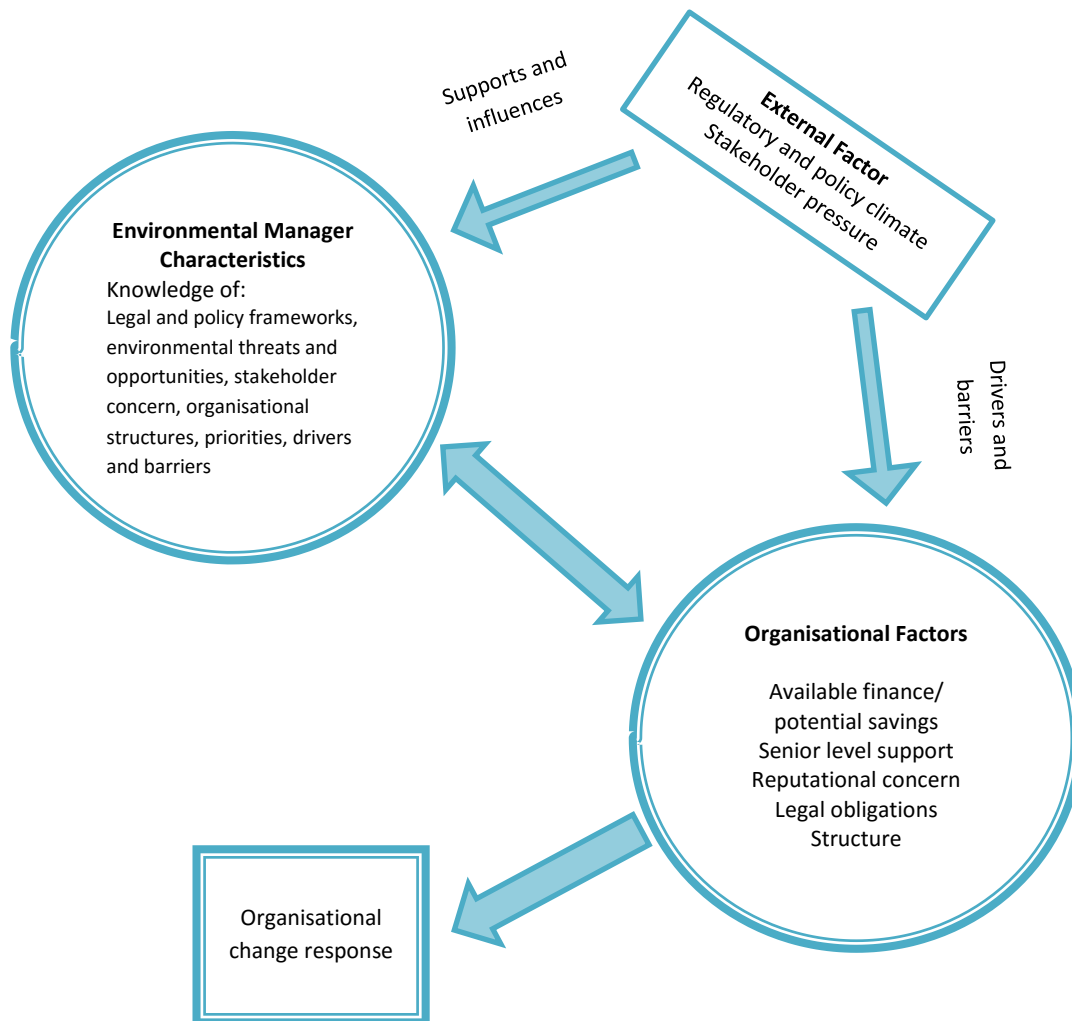 Supports and
influences
External Factor
Regulatory and policy climate
Stakeholder pressure
Environmental Manager
Characteristics
Knowledge of:
Legal and policy frameworks,
environmental threats and
opportunities, stakeholder
concern, organisational
structures, priorities, drivers
and barriers
Drivers and
barriers
Organisational Factors
Available finance/
potential savings
Senior level support
Reputational concern
Legal obligations
Structure
Organisational
change response